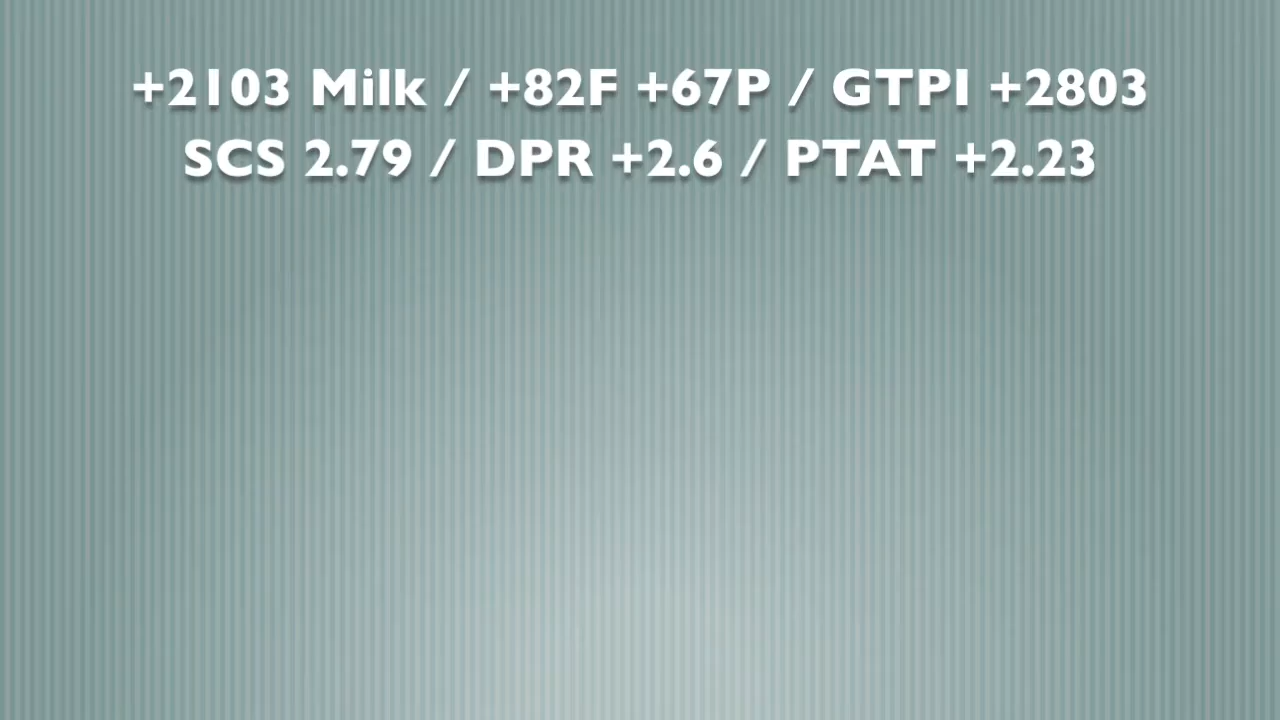 +2103 Milk / +82F +67P / GTPI +2803
SCS 2.79 / DPR +2.6 / PTAT +2.23